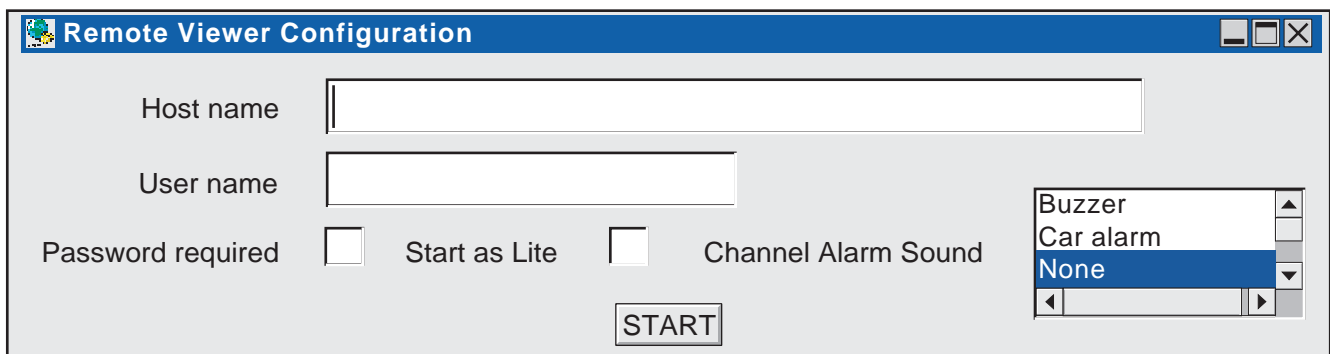 Remote Viewer Configuration
Host name
User name
Password required
Start as Lite
Channel Alarm Sound
Buzzer
Car alarm
None
START